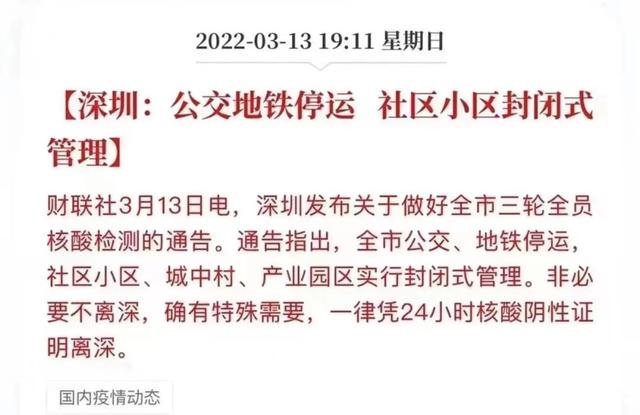 2022-03-13 19:11 星期日
【深圳：公交地铁停运 社区小区封闭式
管理】
财联社3月13日电，深圳发布关于做好全市三轮全员
核酸检测的通告。通告指出，全市公交、地铁停运，
社区小区、城中村、产业园区实行封闭式管理。非必
要不离深，确有特殊需要，一律凭24小时核酸阴性证
明离深。
国内疫情动态